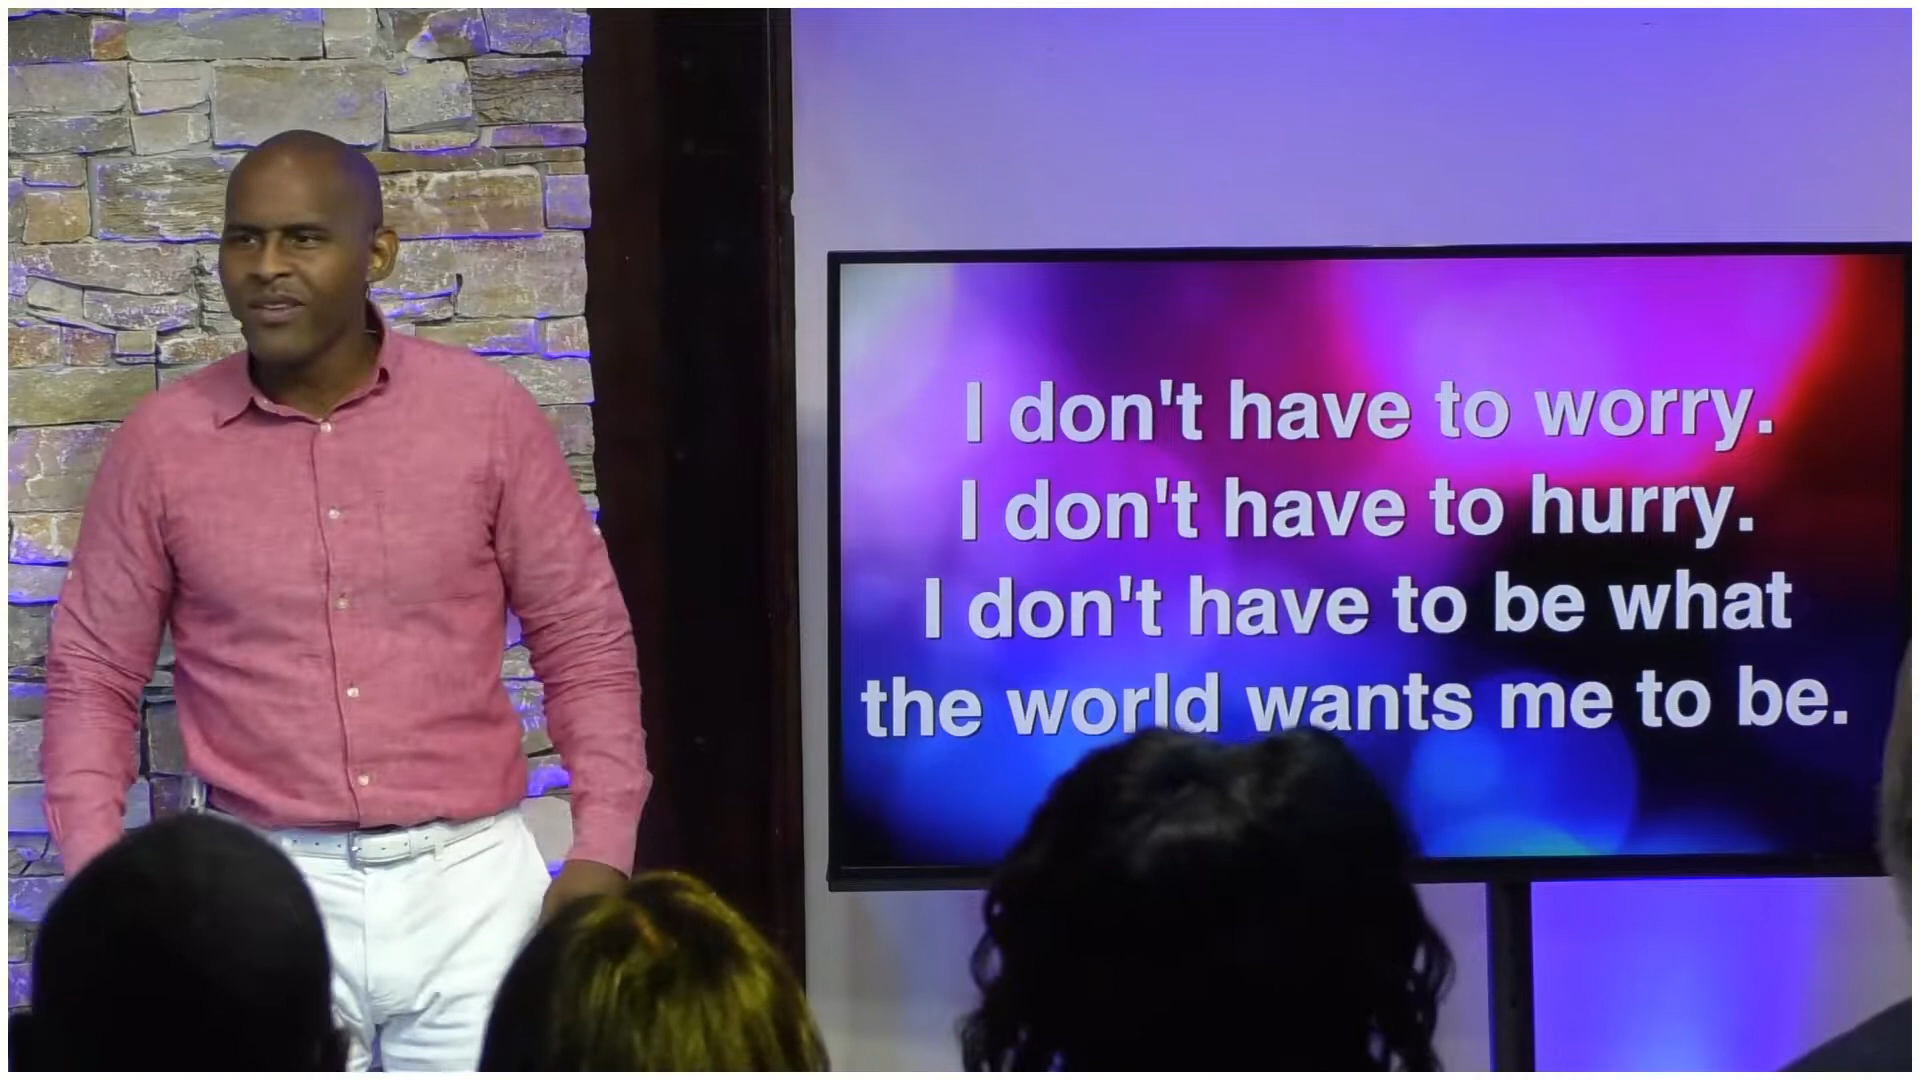 I don't have to worry.
I don't have to hurry.
I don't have to be what
the world wants me to be.